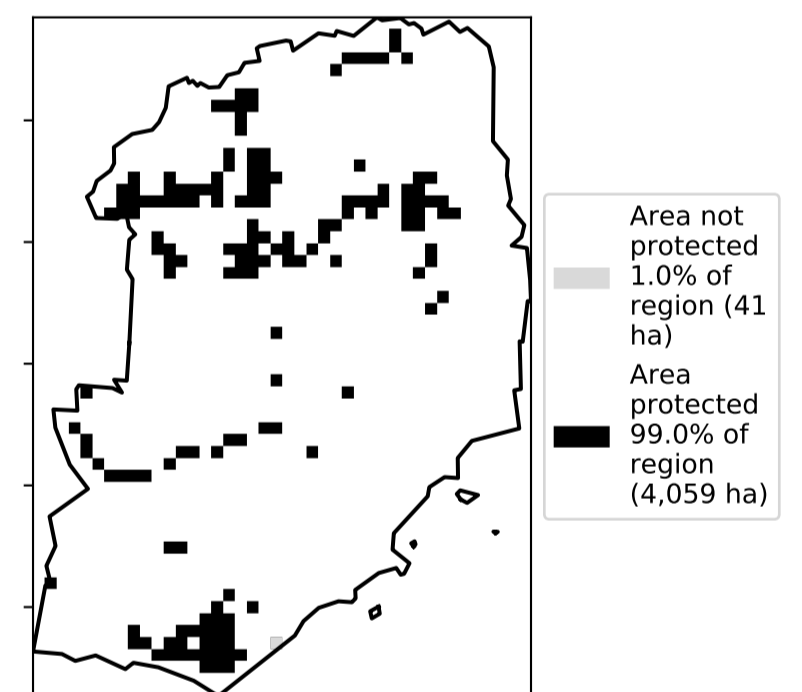 Area not
protected
1.0% of
region (41
ha)
Area
protected
99.0% of
region
(4,059 ha)